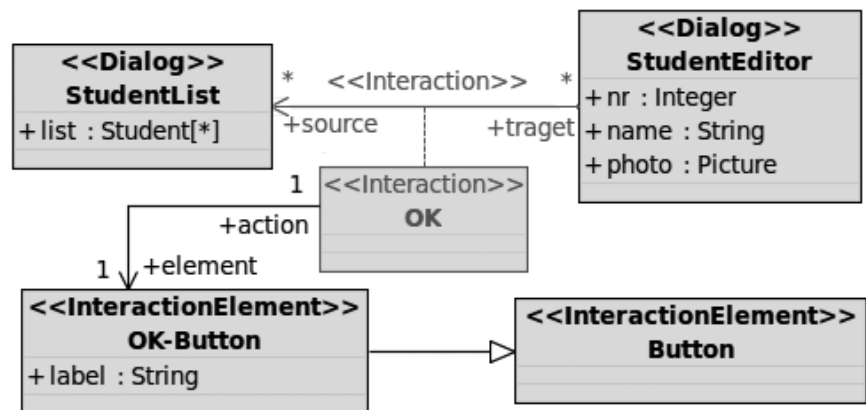 <<Dialog>>
StudentList
+ list : Student[*]
*
<<Interaction>>
*
+source
+traget
<<Dialog>>
StudentEditor
+ nr : Integer
+ name : String
+ photo : Picture
<<Interaction>>
OK
1
+action
1
+element
<<InteractionElement>>
OK-Button
+ label : String
<<InteractionElement>>
Button